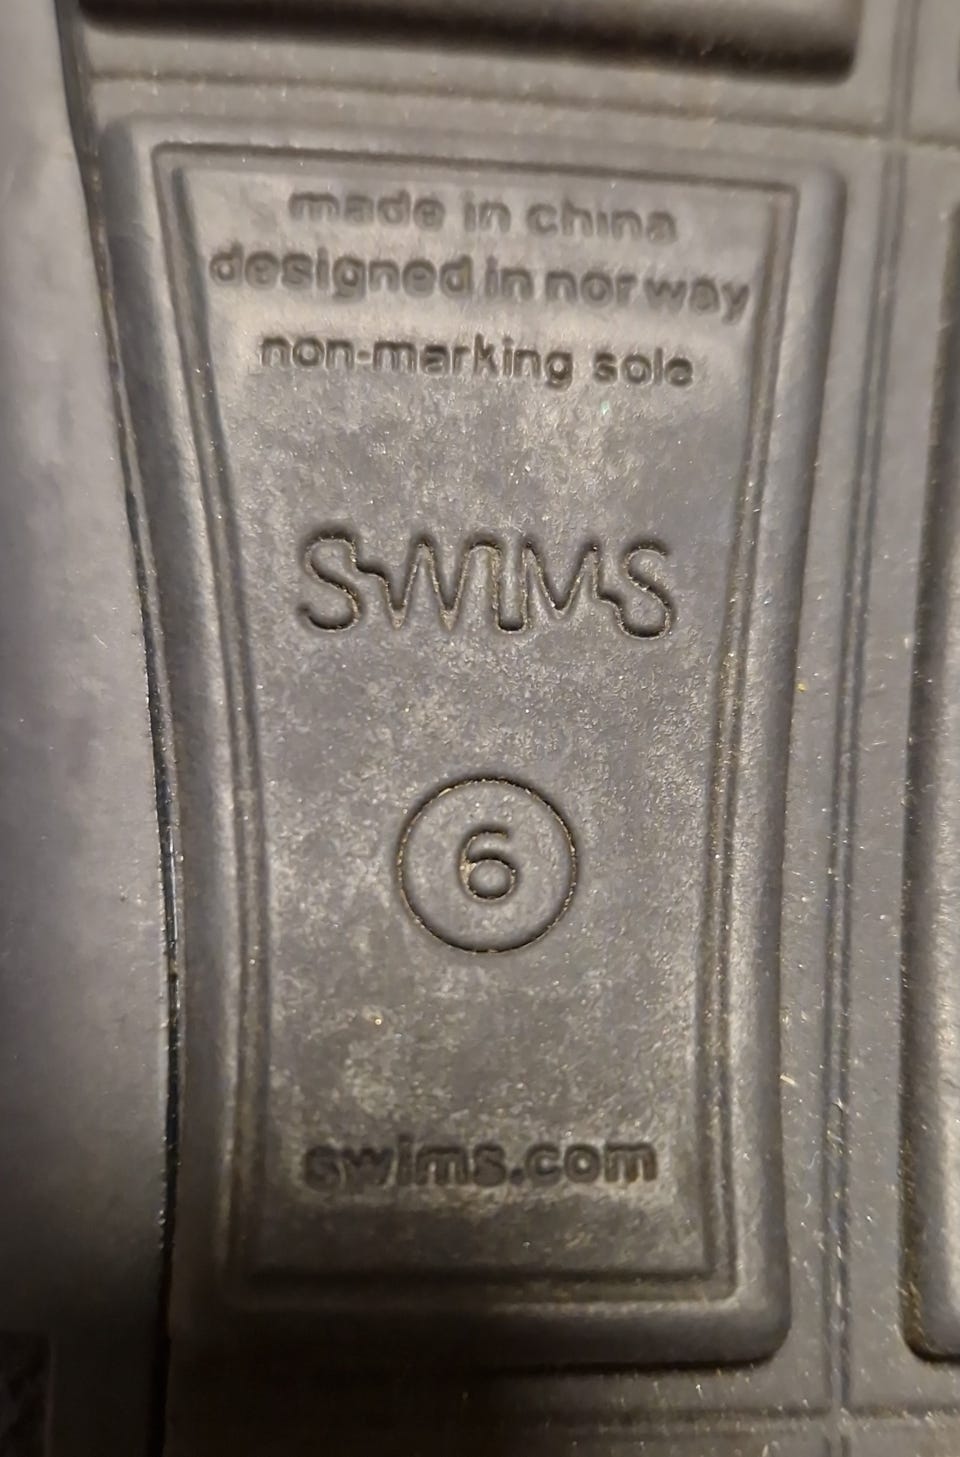 made in china
designed in norway
non-marking sole
SWIMS
6
swims.com